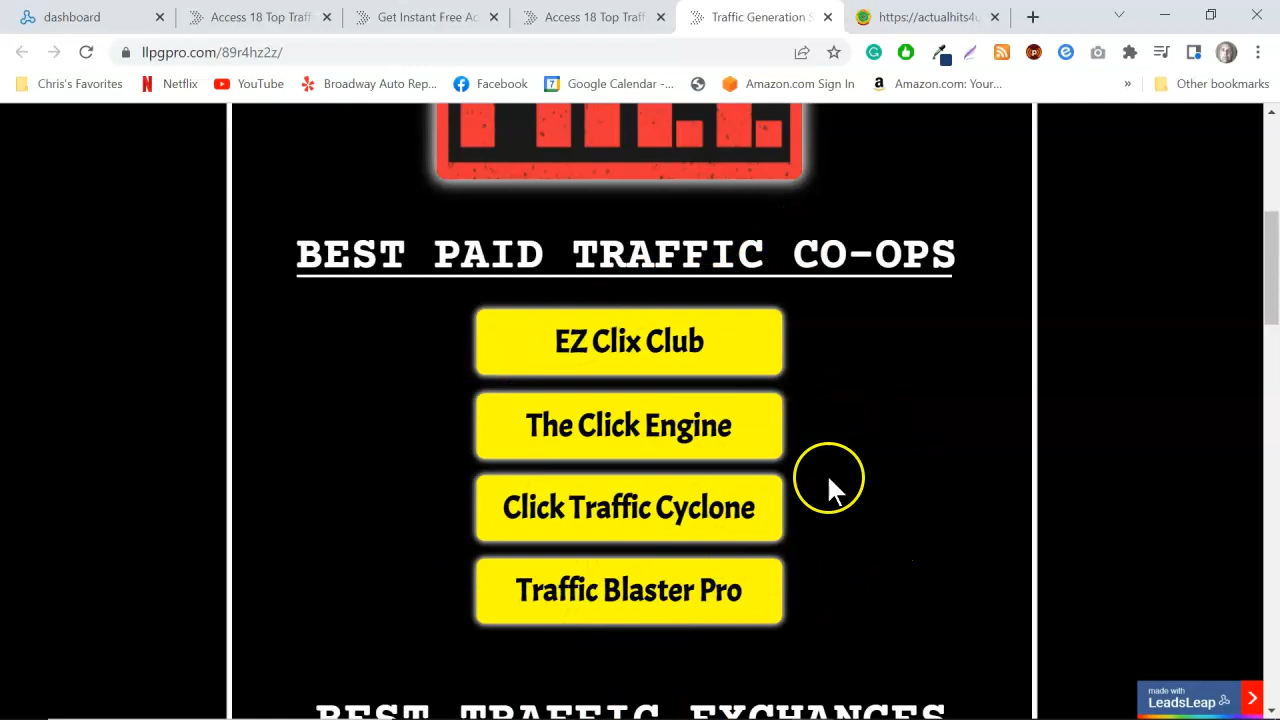 dashboard
Access 18 Top Traff
Get Instant Free Ac
Access 18 Top Traff
Traffic Generation S
https://actualhits4u
llpgpro.com/89r4hz2z/
Chris's Favorites
Netflix
YouTube
Broadway Auto Rep...
Facebook
Google Calendar -...
Amazon.com Sign In
Amazon.com: Your...
»
Other bookmarks
BEST PAID TRAFFIC CO-OPS
EZ Clix Club
The Click Engine
Click Traffic Cyclone
Traffic Blaster Pro
BEST TRAFFIC EXCHANGES
made with
LeadsLeap